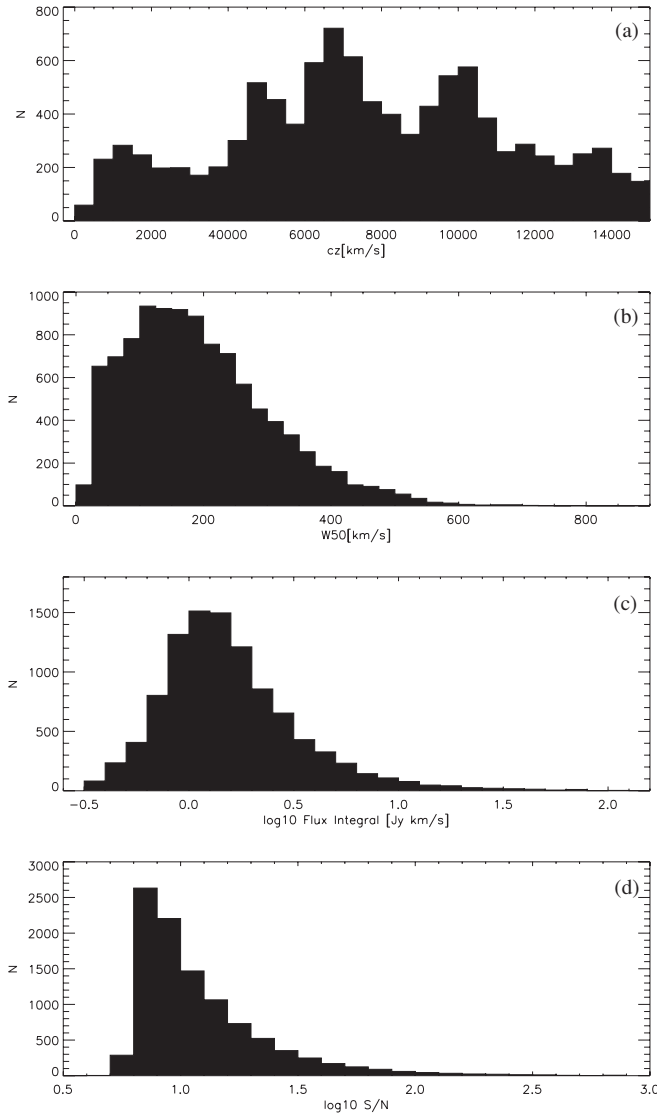 800
(a)
600
N
400
200
0
0 2000 4000 6000 8000 10000 12000 14000
cz[km/s]
1000
(b)
800
600
N
400
200
0
0 200 400 600 800
W50[km/s]
(c)
1500
1000
N
500
0
−0.5 0.0 0.5 1.0 1.5 2.0
log10 Flux Integral [Jy km/s]
3000
(d)
2500
2000
N
1500
1000
500
0
0.5 1.0 1.5 2.0 2.5 3.0
log10 S/N